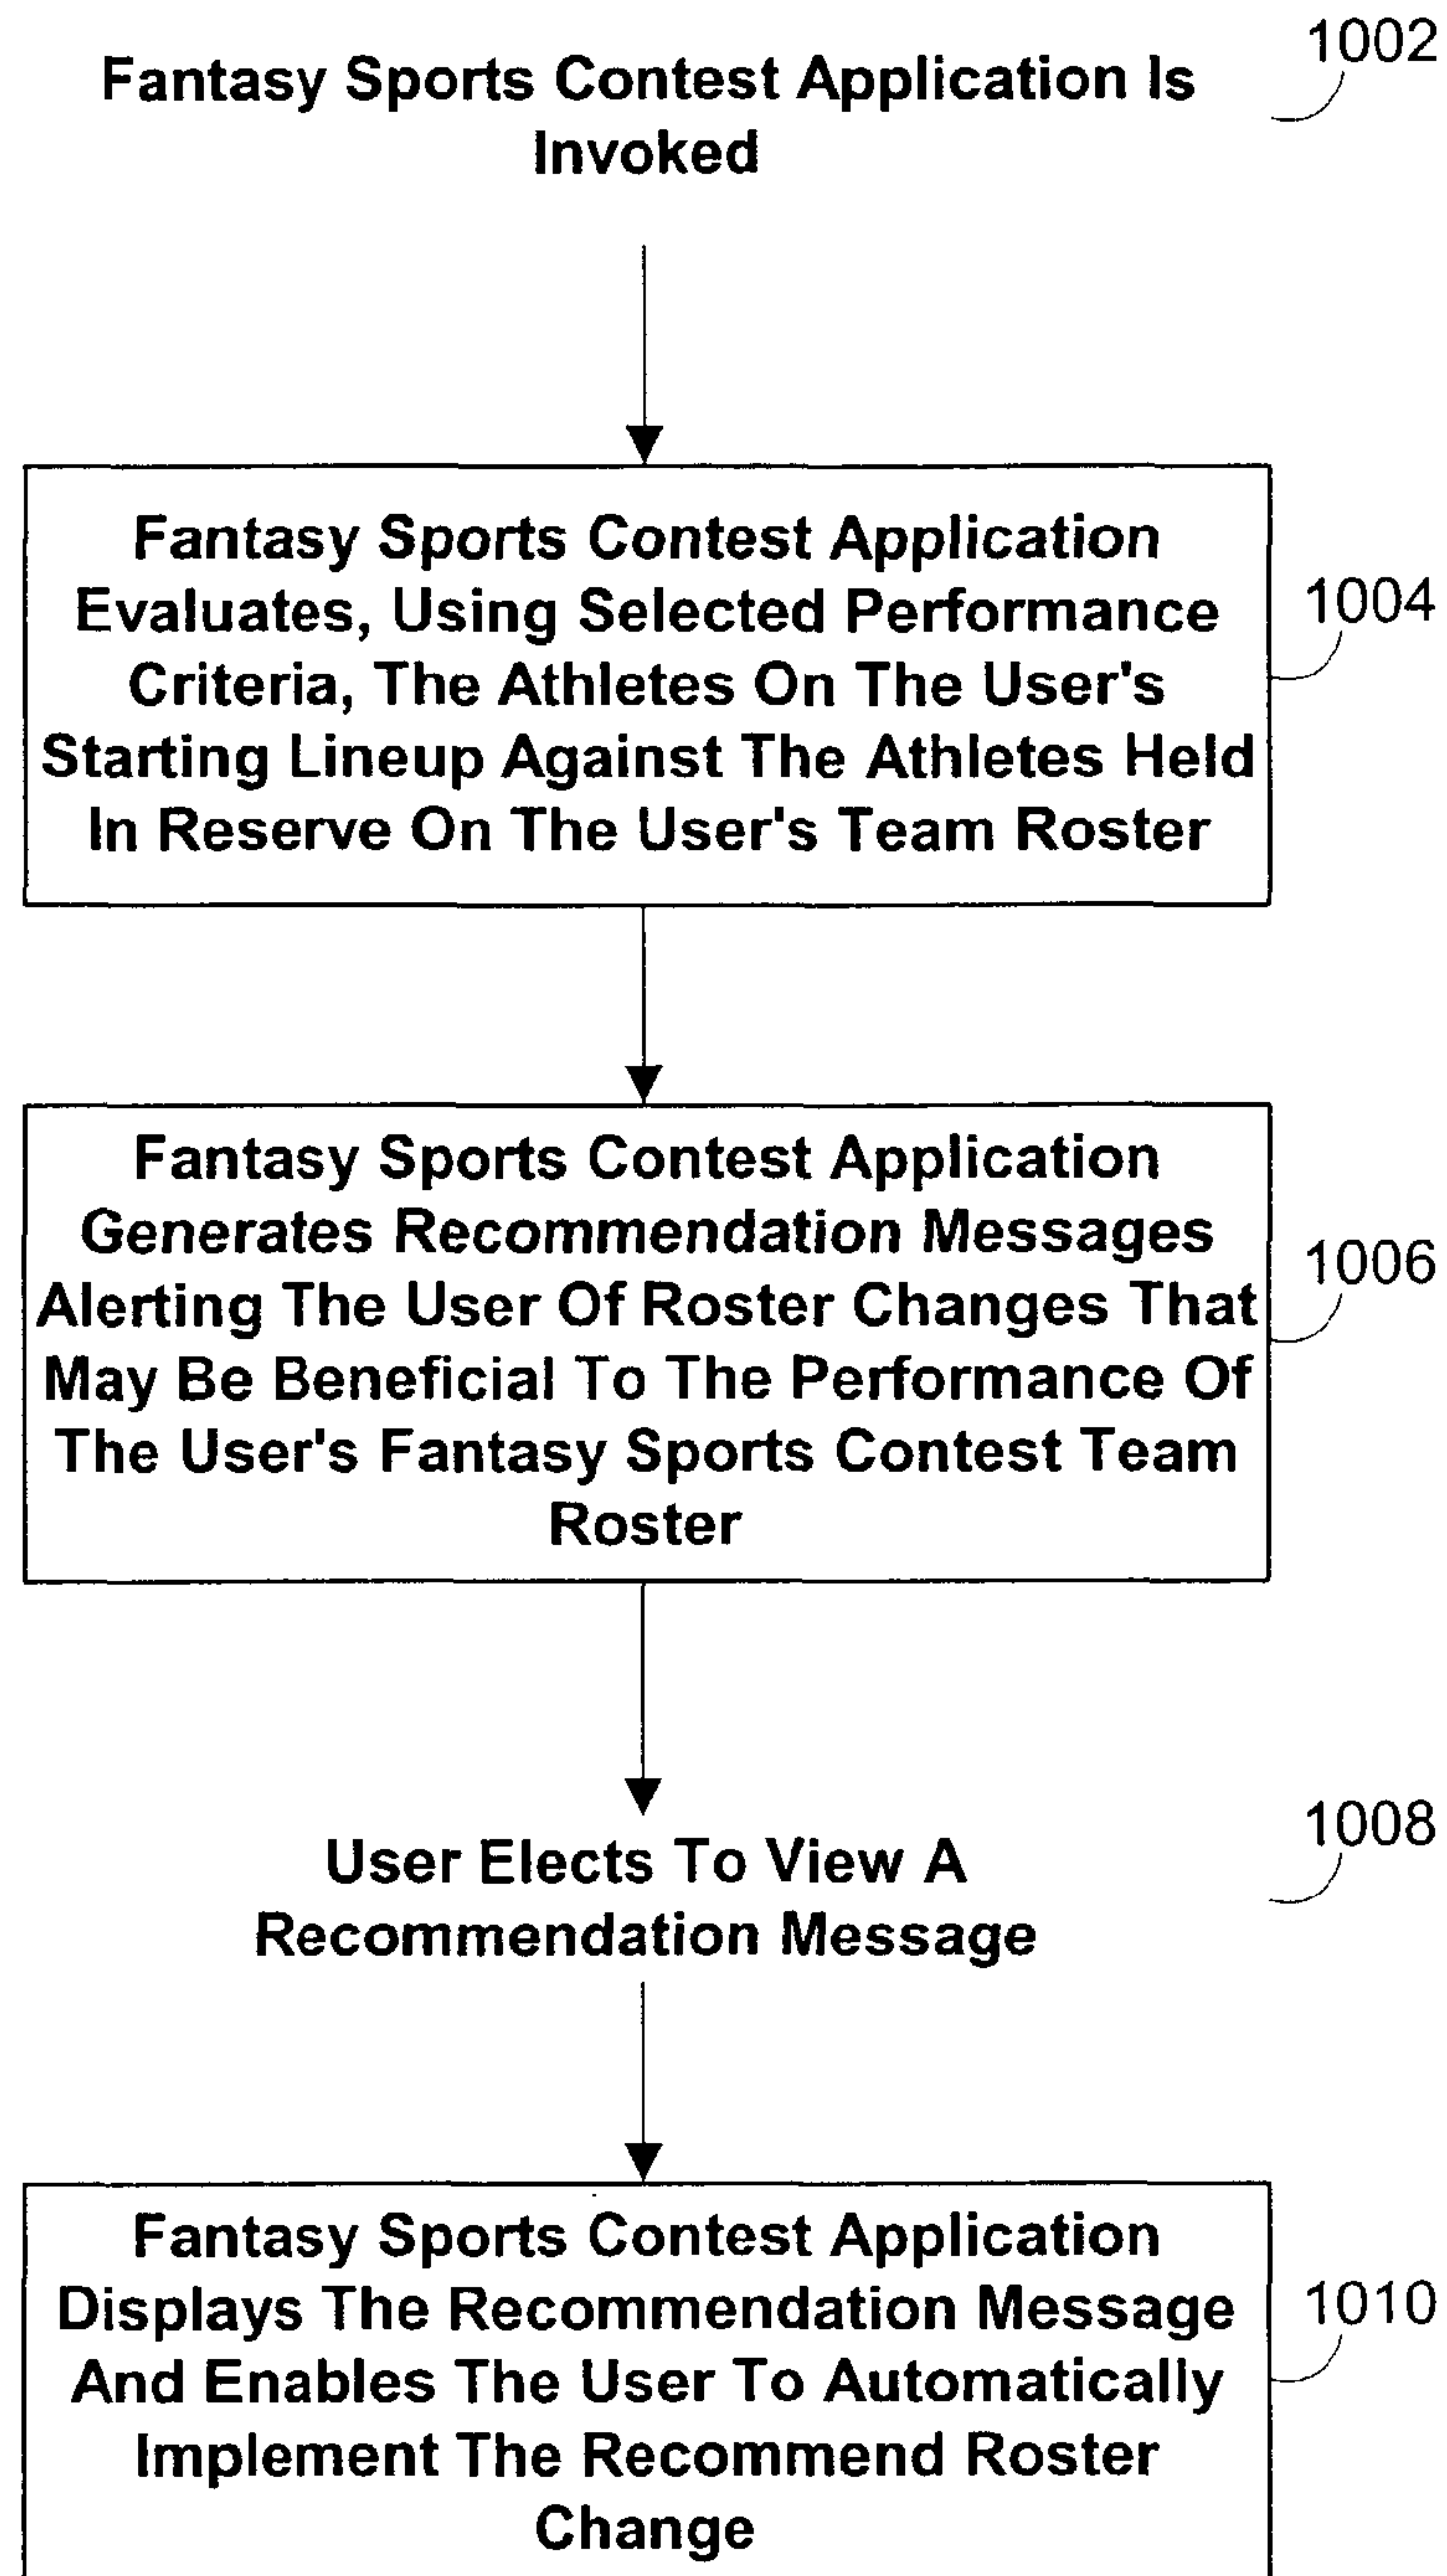 1002
Fantasy Sports Contest Application Is
Invoked
Fantasy Sports Contest Application
Evaluates, Using Selected Performance
Criteria, The Athletes On The User's
Starting Lineup Against The Athletes Held
In Reserve On The User's Team Roster
1004
Fantasy Sports Contest Application
Generates Recommendation Messages
Alerting The User Of Roster Changes That
May Be Beneficial To The Performance Of
The User's Fantasy Sports Contest Team
Roster
1006
User Elects To View A
Recommendation Message
1008
Fantasy Sports Contest Application
Displays The Recommendation Message
And Enables The User To Automatically
Implement The Recommend Roster
Change
1010